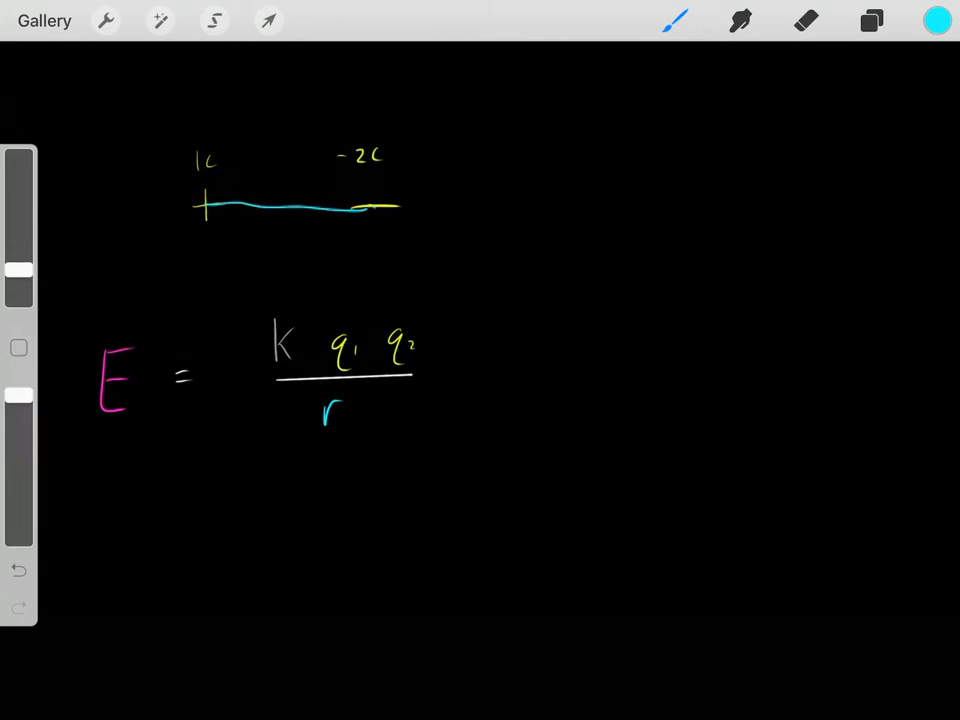 Gallery
1C -2C
E = k q₁ q₂
r